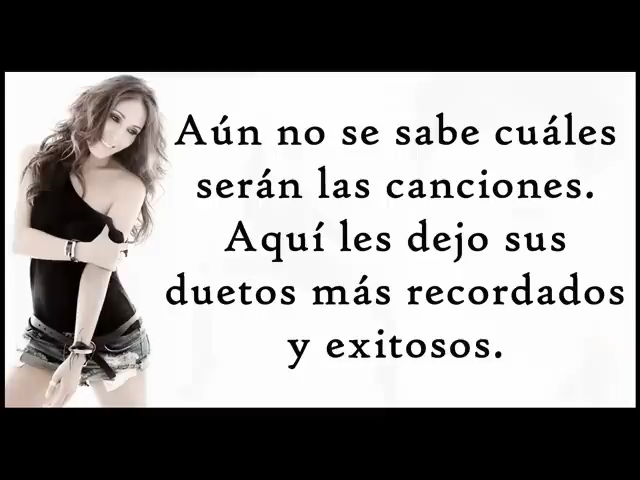 Aún no se sabe cuáles
serán las canciones.
Aquí les dejo sus
duetos más recordados
y exitosos.